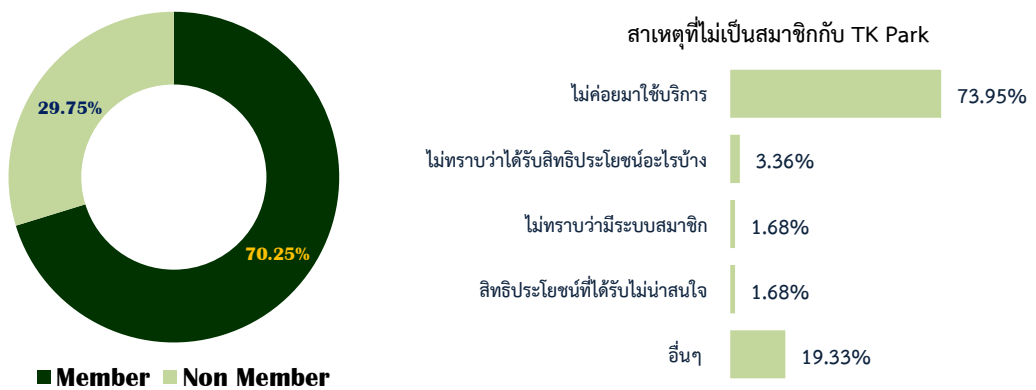 29.75%
70.25%
Member Non Member
สาเหตุที่ไม่เป็นสมาชิกกับ TK Park
ไม่ค่อยมาใช้บริการ 73.95%
ไม่ทราบว่าได้รับสิทธิประโยชน์อะไรบ้าง 3.36%
ไม่ทราบว่ามีระบบสมาชิก 1.68%
สิทธิประโยชน์ที่ได้รับไม่น่าสนใจ 1.68%
อื่นๆ 19.33%